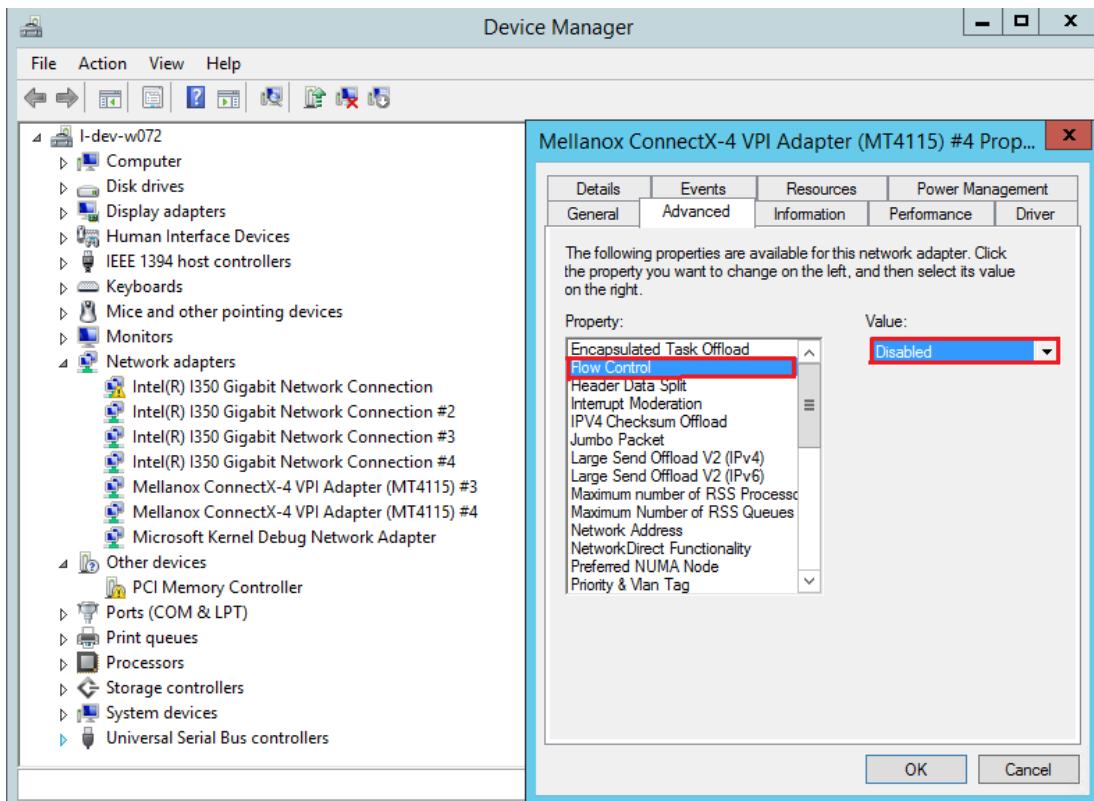 Device Manager
File Action View Help
l-dev-w072
Computer
Disk drives
Display adapters
Human Interface Devices
IEEE 1394 host controllers
Keyboards
Mice and other pointing devices
Monitors
Network adapters
Intel(R) I350 Gigabit Network Connection
Intel(R) I350 Gigabit Network Connection #2
Intel(R) I350 Gigabit Network Connection #3
Intel(R) I350 Gigabit Network Connection #4
Mellanox ConnectX-4 VPI Adapter (MT4115) #3
Mellanox ConnectX-4 VPI Adapter (MT4115) #4
Microsoft Kernel Debug Network Adapter
Other devices
PCI Memory Controller
Ports (COM & LPT)
Print queues
Processors
Storage controllers
System devices
Universal Serial Bus controllers
Mellanox ConnectX-4 VPI Adapter (MT4115) #4 Prop...
Details Events Resources Power Management
General Advanced Information Performance Driver
The following properties are available for this network adapter. Click
the property you want to change on the left, and then select its value
on the right.
Property: Value:
Encapsulated Task Offload
Flow Control Disabled
Header Data Split
Interrupt Moderation
IPV4 Checksum Offload
Jumbo Packet
Large Send Offload V2 (IPv4)
Large Send Offload V2 (IPv6)
Maximum number of RSS Processo
Maximum Number of RSS Queues
Network Address
NetworkDirect Functionality
Preferred NUMA Node
Priority & Vlan Tag
OK Cancel